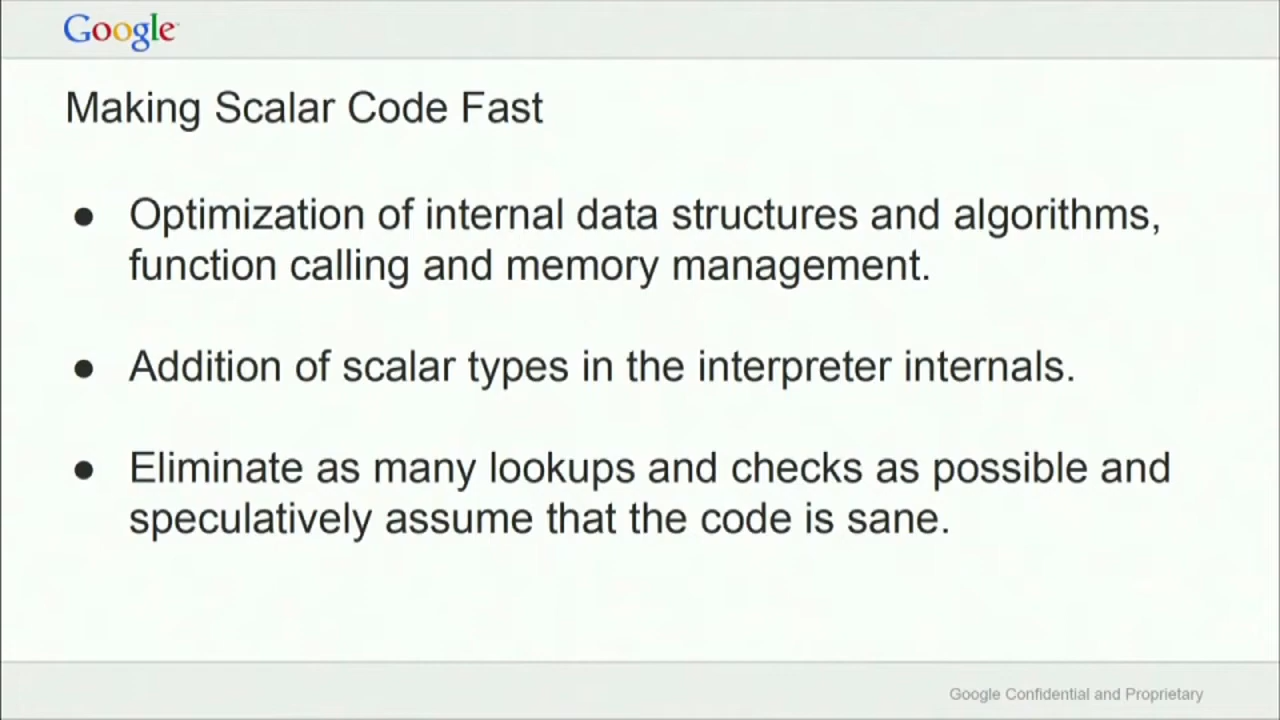 Google
Making Scalar Code Fast
● Optimization of internal data structures and algorithms,
function calling and memory management.
● Addition of scalar types in the interpreter internals.
● Eliminate as many lookups and checks as possible and
speculatively assume that the code is sane.
Google Confidential and Proprietary